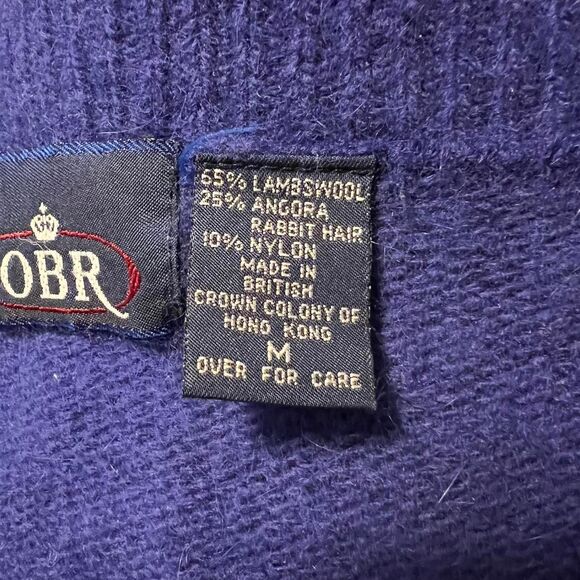 OBR
65% LAMBSWOOL
25% ANGORA
RABBIT HAIR
10% NYLON
MADE IN
BRITISH
CROWN COLONY OF
HONG KONG
M
OVER FOR CARE